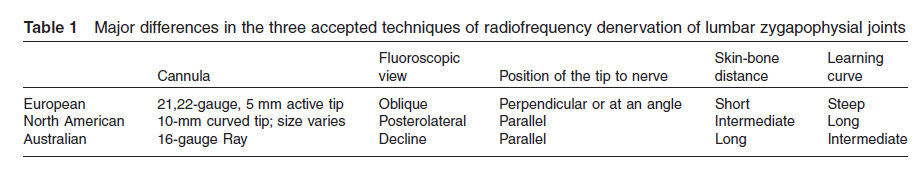 Table 1 Major differences in the three accepted techniques of radiofrequency denervation of lumbar zygapophysial joints
Fluoroscopic Skin-bone Learning
Cannula view Position of the tip to nerve distance curve
European 21,22-gauge, 5 mm active tip Oblique Perpendicular or at an angle Short Steep
North American 10-mm curved tip; size varies Posterolateral Parallel Intermediate Long
Australian 16-gauge Ray Decline Parallel Long Intermediate